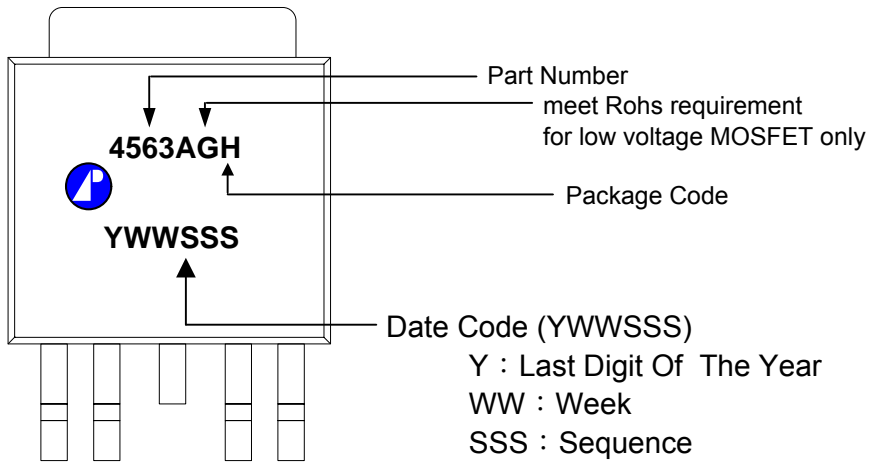 Part Number
meet Rohs requirement
for low voltage MOSFET only
4563AGH
Package Code
YWWSSS
Date Code (YWWSSS)
Y：Last Digit Of The Year
WW：Week
SSS：Sequence